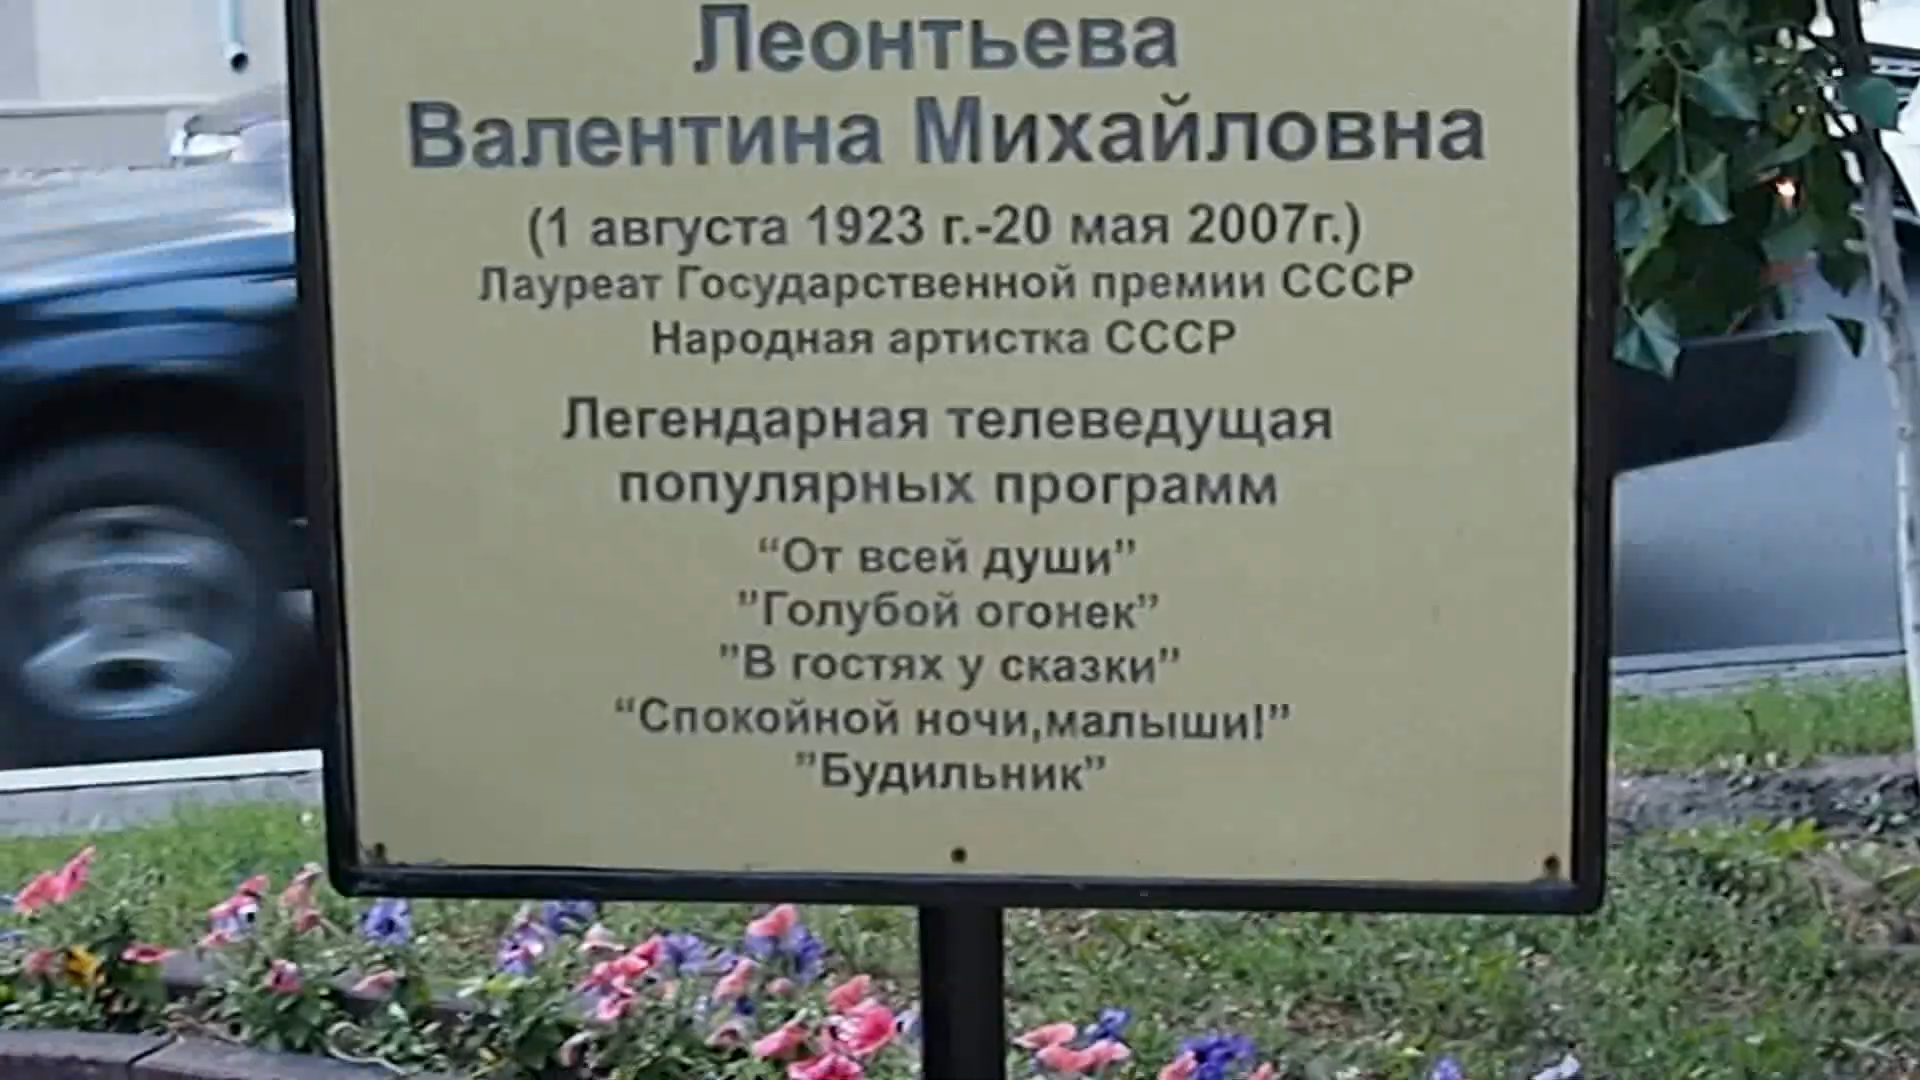 Леонтьева
Валентина Михайловна
(1 августа 1923 г.-20 мая 2007г.)
Лауреат Государственной премии СССР
Народная артистка СССР
Легендарная телеведущая
популярных программ
“От всей души”
”Голубой огонек”
”В гостях у сказки”
“Спокойной ночи,малыши!”
”Будильник”